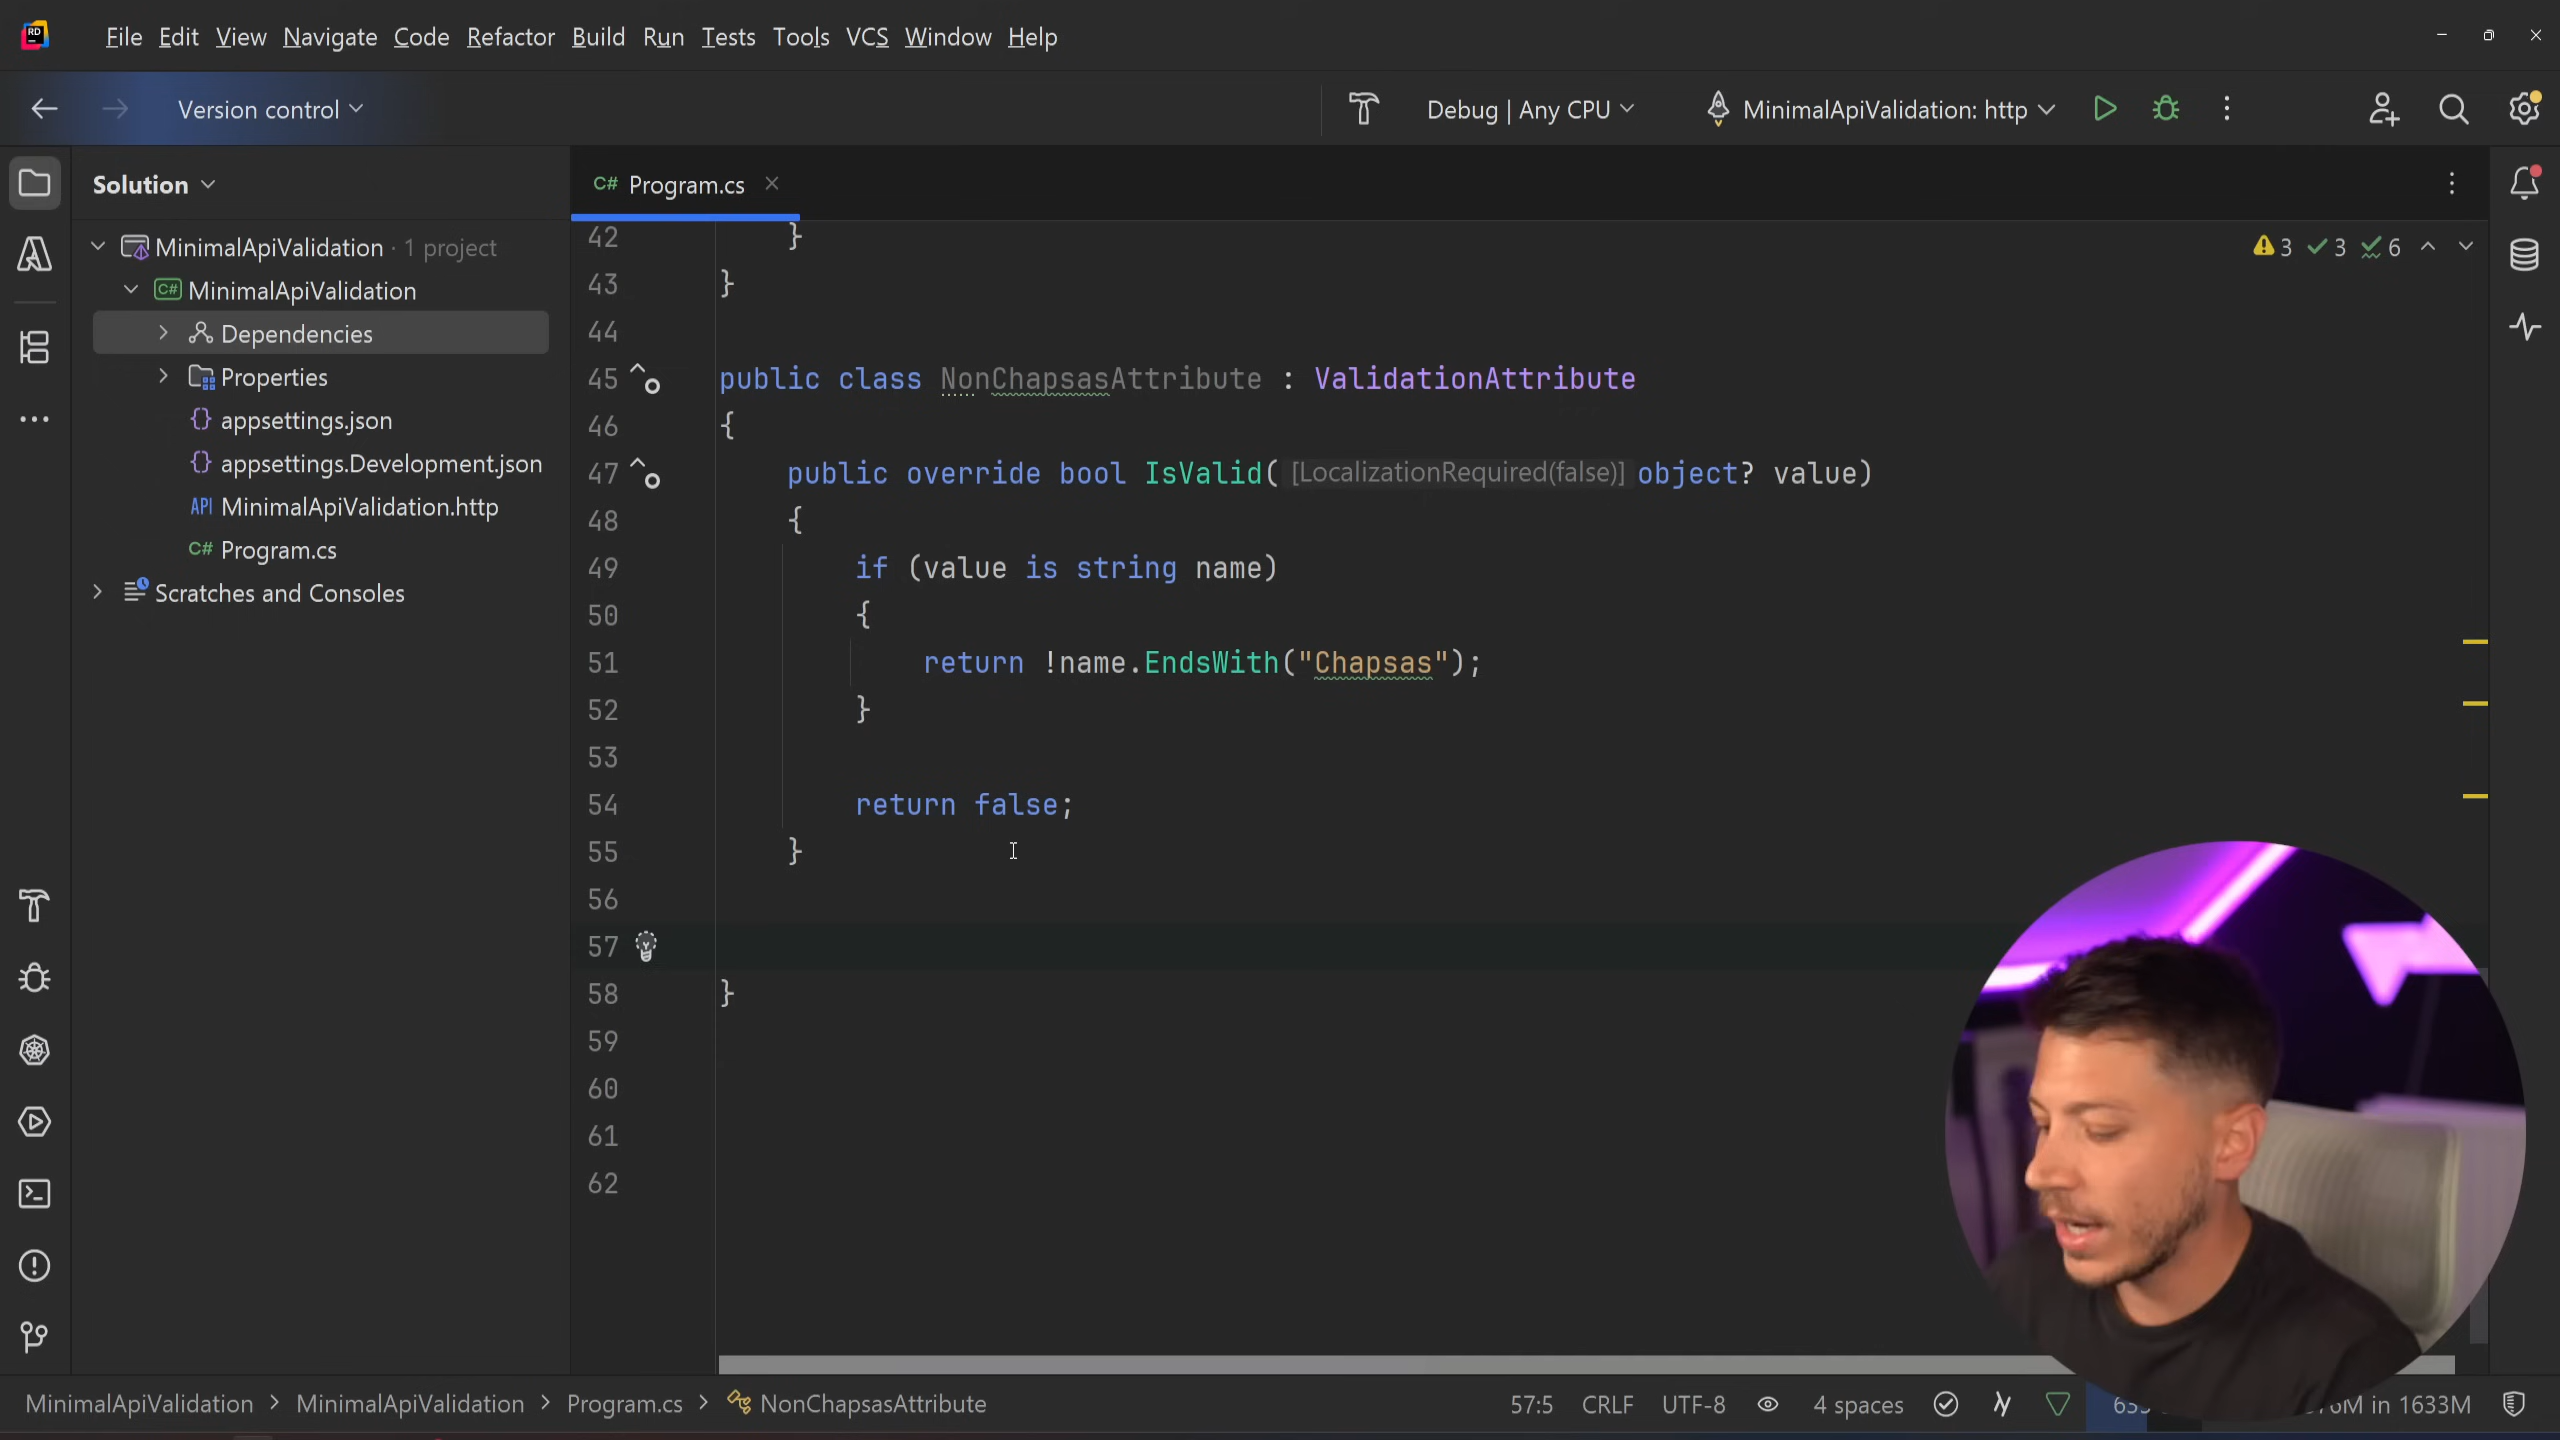 RD
File Edit View Navigate Code Refactor Build Run Tests Tools VCS Window Help
Version control
Debug | Any CPU
MinimalApiValidation: http
Solution
C# Program.cs
MinimalApiValidation · 1 project
C# MinimalApiValidation
Dependencies
Properties
{} appsettings.json
{} appsettings.Development.json
API MinimalApiValidation.http
C# Program.cs
Scratches and Consoles
3 3 6
42 }
43 }
44
45 public class NonChapsasAttribute : ValidationAttribute
46 {
47 public override bool IsValid([LocalizationRequired(false)] object? value)
48 {
49 if (value is string name)
50 {
51 return !name.EndsWith("Chapsas");
52 }
53
54 return false;
55 }
56
57
58 }
59
60
61
62
MinimalApiValidation > MinimalApiValidation > Program.cs > NonChapsasAttribute
57:5 CRLF UTF-8 4 spaces
in 1633M